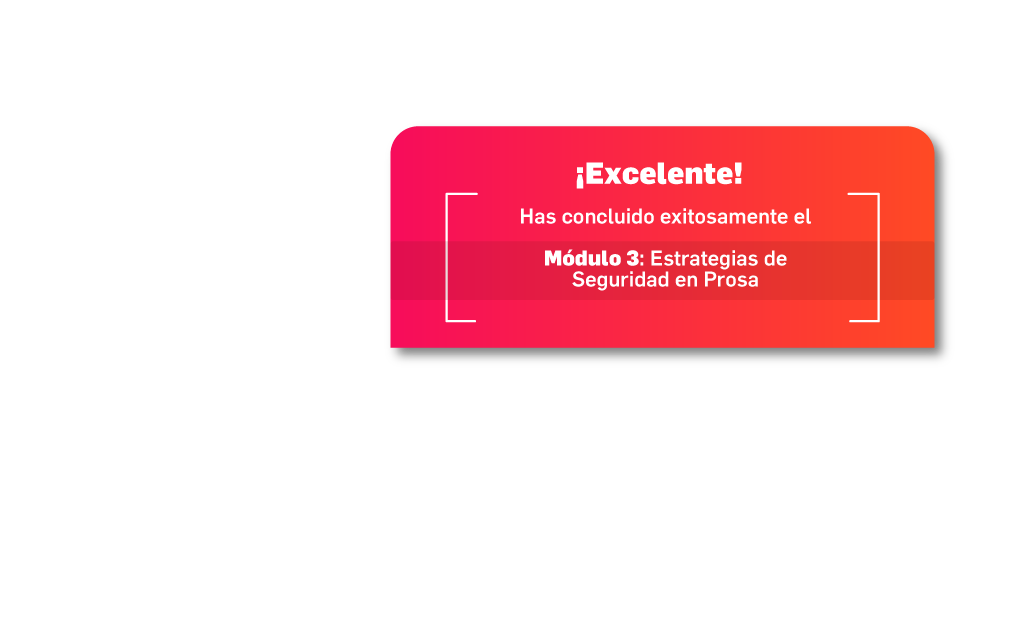 ¡Excelente!
Has concluido exitosamente el
Módulo 3: Estrategias de
Seguridad en Prosa